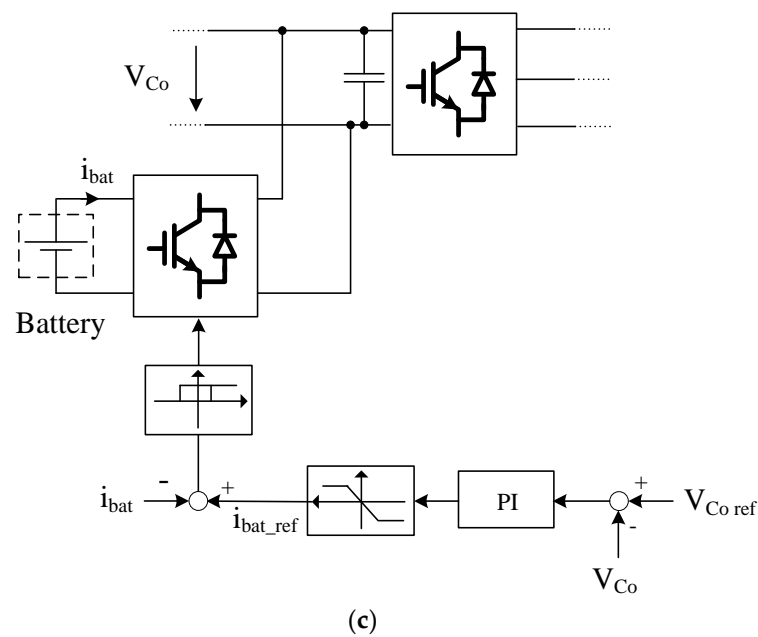 V_Co
i_bat
Battery
-
i_bat
+
i_bat_ref
PI
+
V_Co ref
-
V_Co
(c)